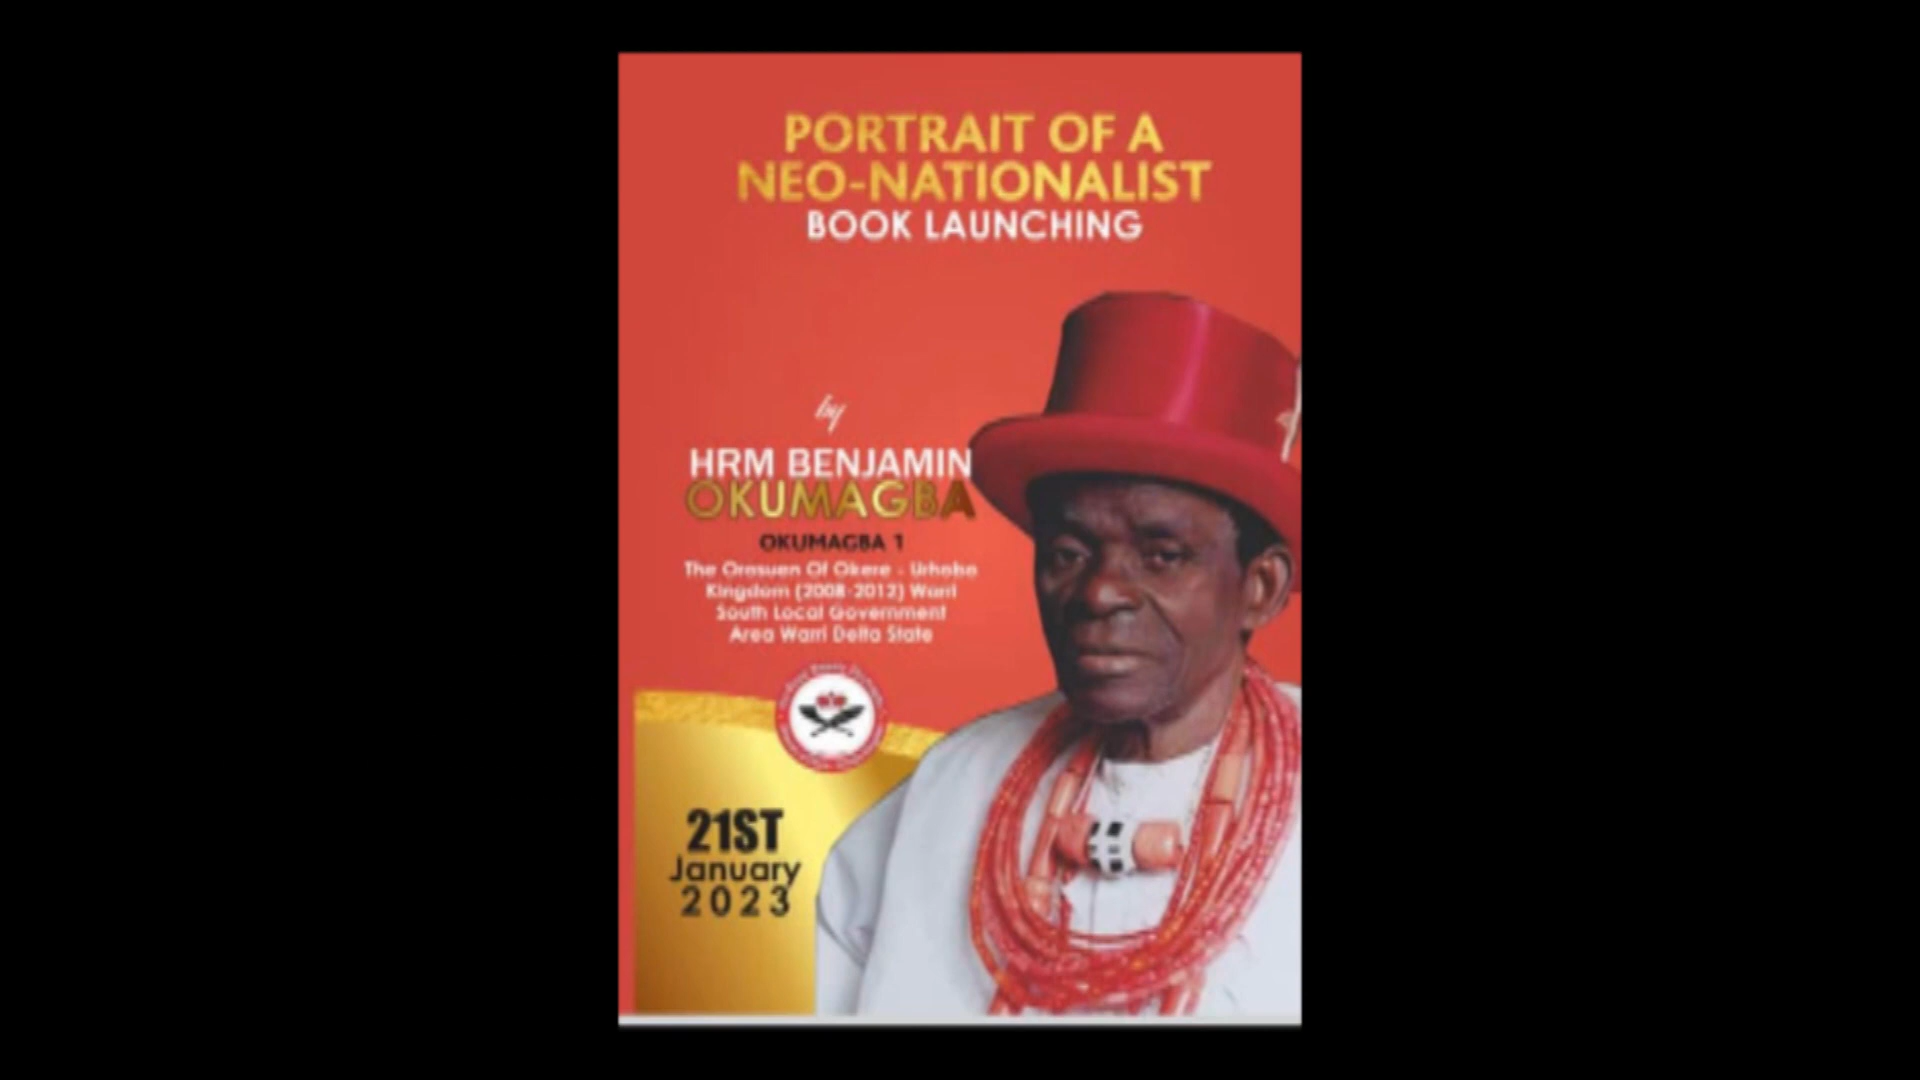 PORTRAIT OF A
NEO-NATIONALIST
BOOK LAUNCHING
by
HRM BENJAMIN
OKUMAGBA
OKUMAGBA 1
The Orosuen Of Okere - Urhobo
Kingdom (2008-2012) Warri
South Local Government
Area Warri Delta State
21ST
January
2023